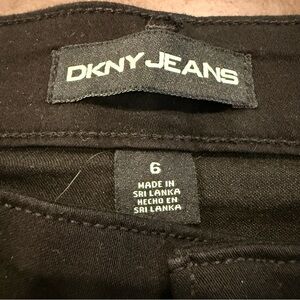 DKNY JEANS
6
MADE IN
SRI LANKA
HECHO EN
SRI LANKA